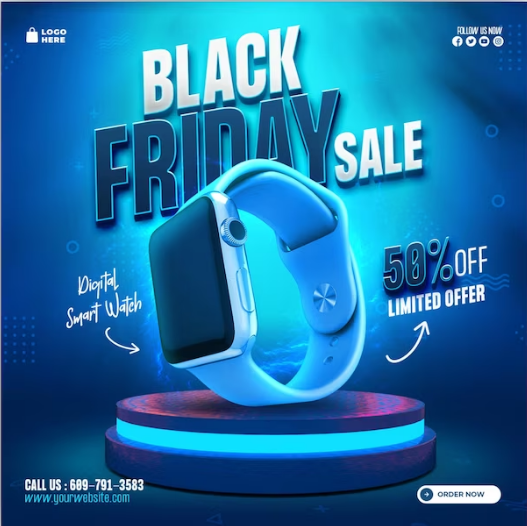 LOGO
HERE
FOLLOW US NOW
BLACK
FRIDAY
SALE
Digital
Smart Watch
50% OFF
LIMITED OFFER
CALL US : 609-791-3583
www.yourwebsite.com
ORDER NOW